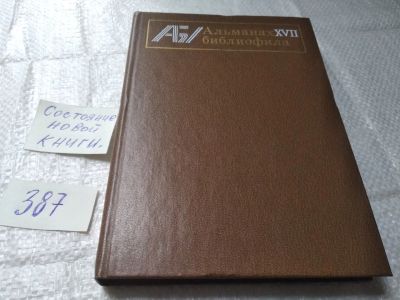 АБ Альманах XVII
библиофила
Состояние
новой
книги.
387